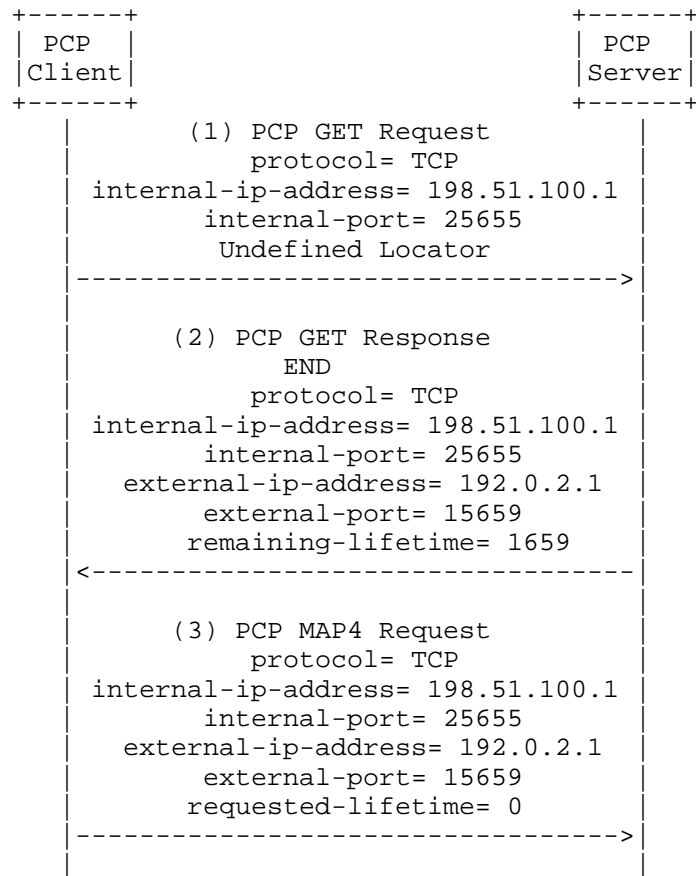 +------+ +------+
| PCP | | PCP |
|Client| |Server|
+------+ +------+
| (1) PCP GET Request |
| protocol= TCP |
| internal-ip-address= 198.51.100.1 |
| internal-port= 25655 |
| Undefined Locator |
|---------------------------------->|
| |
| (2) PCP GET Response |
| END |
| protocol= TCP |
| internal-ip-address= 198.51.100.1 |
| internal-port= 25655 |
| external-ip-address= 192.0.2.1 |
| external-port= 15659 |
| remaining-lifetime= 1659 |
|<----------------------------------|
| |
| (3) PCP MAP4 Request |
| protocol= TCP |
| internal-ip-address= 198.51.100.1 |
| internal-port= 25655 |
| external-ip-address= 192.0.2.1 |
| external-port= 15659 |
| requested-lifetime= 0 |
|---------------------------------->|
| |